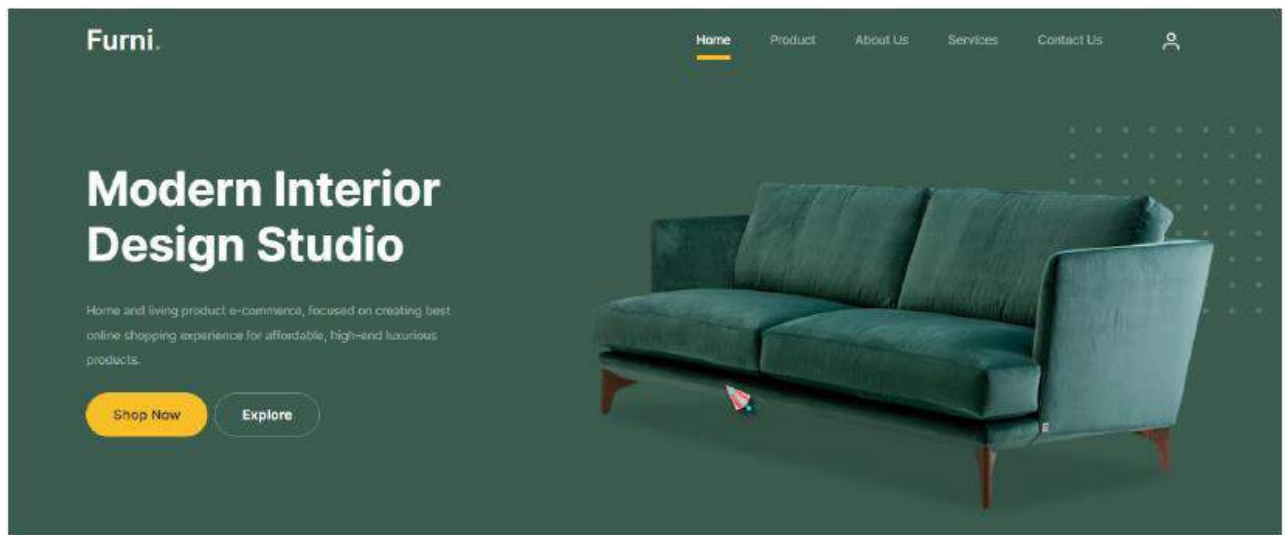 Furni.
Home Product About Us Services Contact Us
Modern Interior
Design Studio
Home and living product e-commerce, focused on creating best
online shopping experience for affordable, high-end luxurious
products.
Shop Now Explore